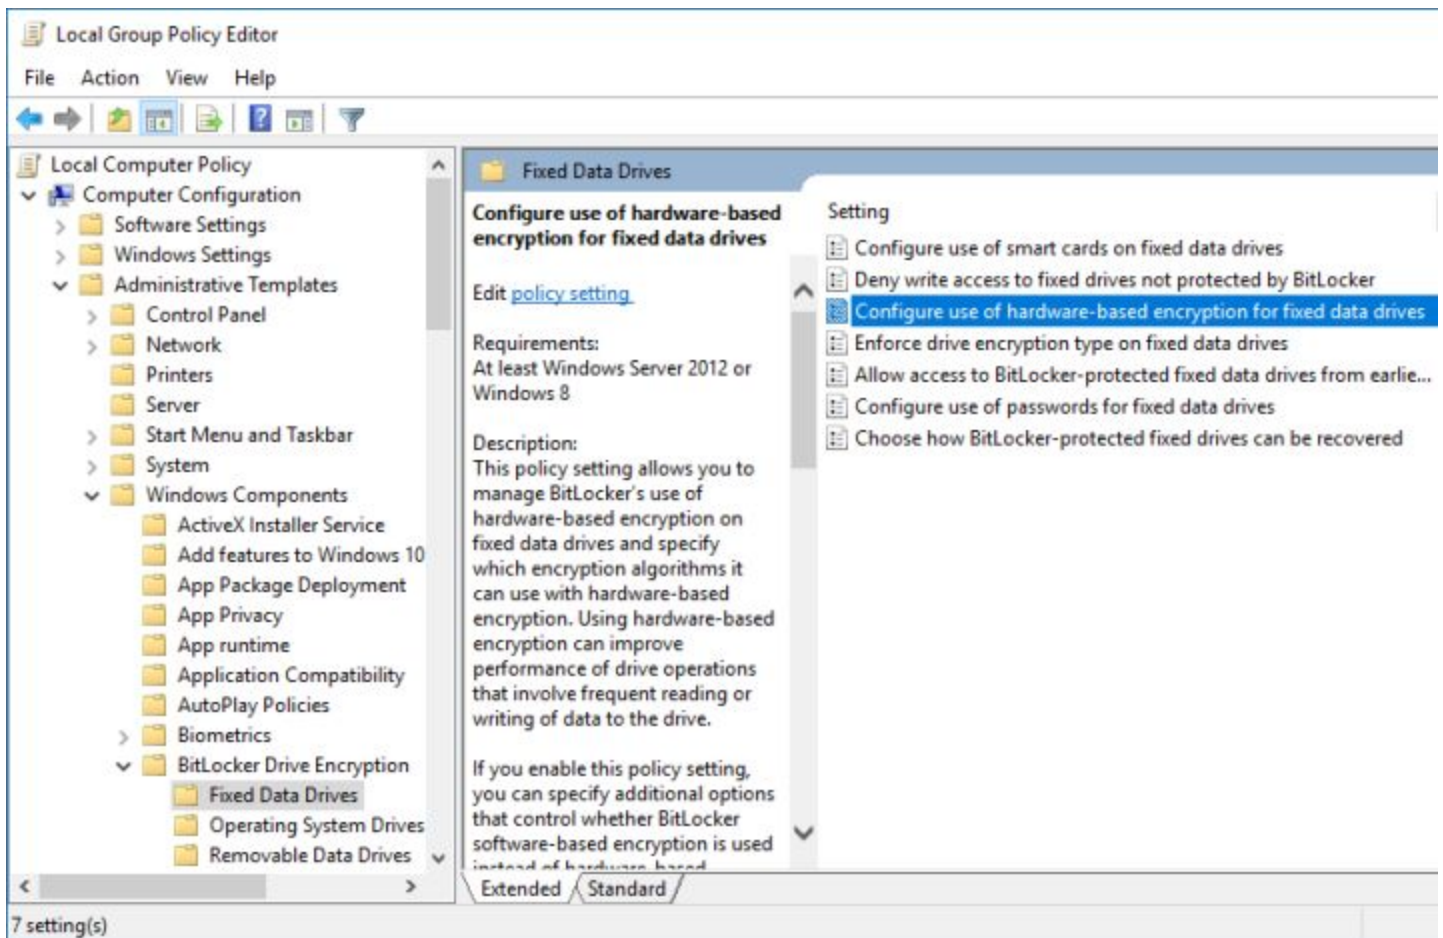 Local Group Policy Editor
File Action View Help
Local Computer Policy
Computer Configuration
Software Settings
Windows Settings
Administrative Templates
Control Panel
Network
Printers
Server
Start Menu and Taskbar
System
Windows Components
ActiveX Installer Service
Add features to Windows 10
App Package Deployment
App Privacy
App runtime
Application Compatibility
AutoPlay Policies
Biometrics
BitLocker Drive Encryption
Fixed Data Drives
Operating System Drives
Removable Data Drives
Fixed Data Drives
Configure use of hardware-based
encryption for fixed data drives
Edit policy setting
Requirements:
At least Windows Server 2012 or
Windows 8
Description:
This policy setting allows you to
manage BitLocker's use of
hardware-based encryption on
fixed data drives and specify
which encryption algorithms it
can use with hardware-based
encryption. Using hardware-based
encryption can improve
performance of drive operations
that involve frequent reading or
writing of data to the drive.
If you enable this policy setting,
you can specify additional options
that control whether BitLocker
software-based encryption is used
instead of hardware-based
Setting
Configure use of smart cards on fixed data drives
Deny write access to fixed drives not protected by BitLocker
Configure use of hardware-based encryption for fixed data drives
Enforce drive encryption type on fixed data drives
Allow access to BitLocker-protected fixed data drives from earlie...
Configure use of passwords for fixed data drives
Choose how BitLocker-protected fixed drives can be recovered
Extended Standard
7 setting(s)